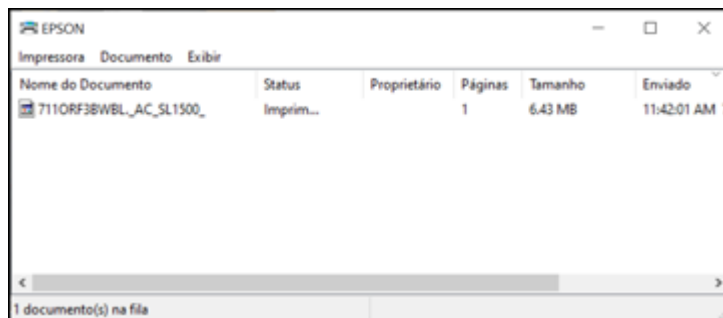 EPSON
Impressora Documento Exibir
Nome do Documento Status Proprietário Páginas Tamanho Enviado
711ORF3BWBL._AC_SL1500_ Imprim... 1 6.43 MB 11:42:01 AM
1 documento(s) na fila